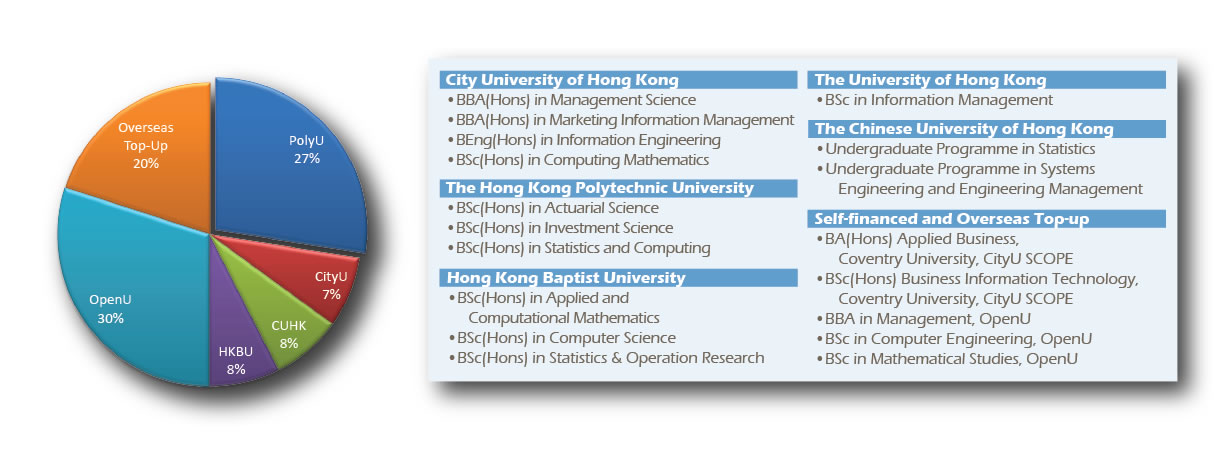 Overseas
Top-Up
20%
PolyU
27%
CityU
7%
CUHK
8%
HKBU
8%
OpenU
30%
City University of Hong Kong
•BBA(Hons) in Management Science
•BBA(Hons) in Marketing Information Management
•BEng(Hons) in Information Engineering
•BSc(Hons) in Computing Mathematics
The Hong Kong Polytechnic University
•BSc(Hons) in Actuarial Science
•BSc(Hons) in Investment Science
•BSc(Hons) in Statistics and Computing
Hong Kong Baptist University
•BSc(Hons) in Applied and
Computational Mathematics
•BSc(Hons) in Computer Science
•BSc(Hons) in Statistics & Operation Research
The University of Hong Kong
•BSc in Information Management
The Chinese University of Hong Kong
•Undergraduate Programme in Statistics
•Undergraduate Programme in Systems
Engineering and Engineering Management
Self-financed and Overseas Top-up
•BA(Hons) Applied Business,
Coventry University, CityU SCOPE
•BSc(Hons) Business Information Technology,
Coventry University, CityU SCOPE
•BBA in Management, OpenU
•BSc in Computer Engineering, OpenU
•BSc in Mathematical Studies, OpenU